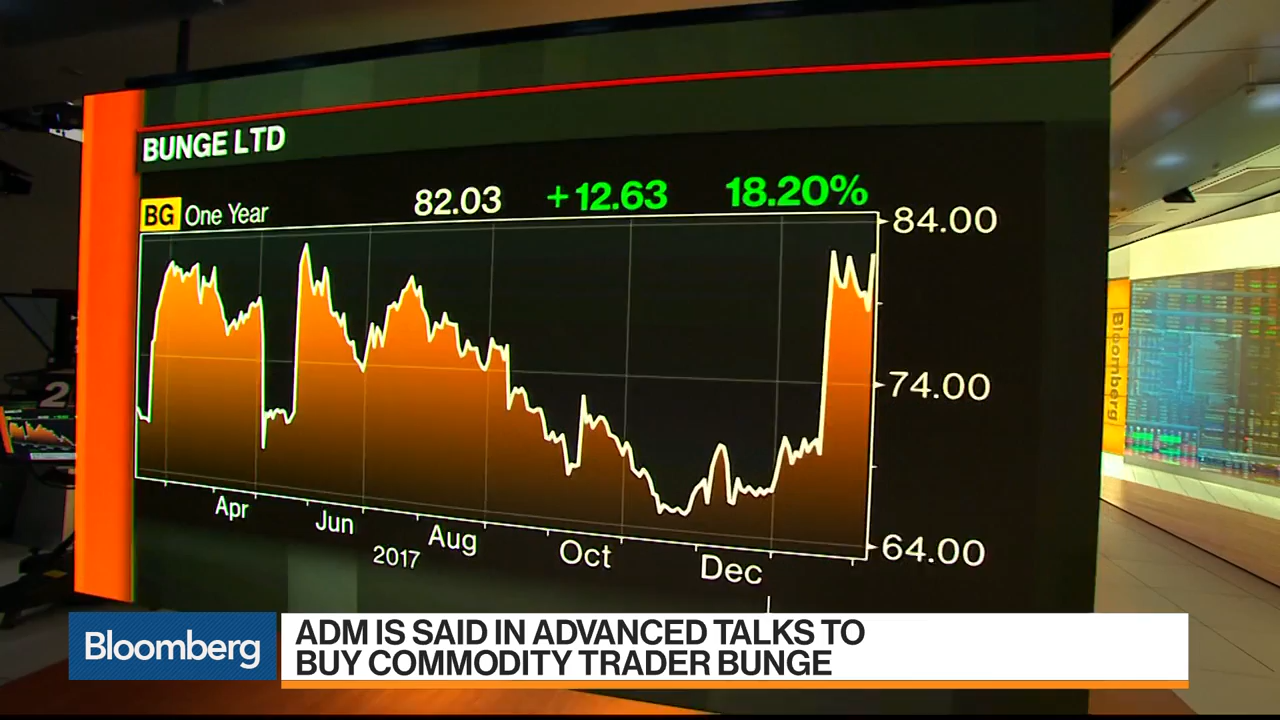 BUNGE LTD
BG One Year 82.03 +12.63 18.20%
84.00
74.00
64.00
Apr Jun Aug Oct Dec
2017
2
Bloomberg
Bloomberg
ADM IS SAID IN ADVANCED TALKS TO
BUY COMMODITY TRADER BUNGE